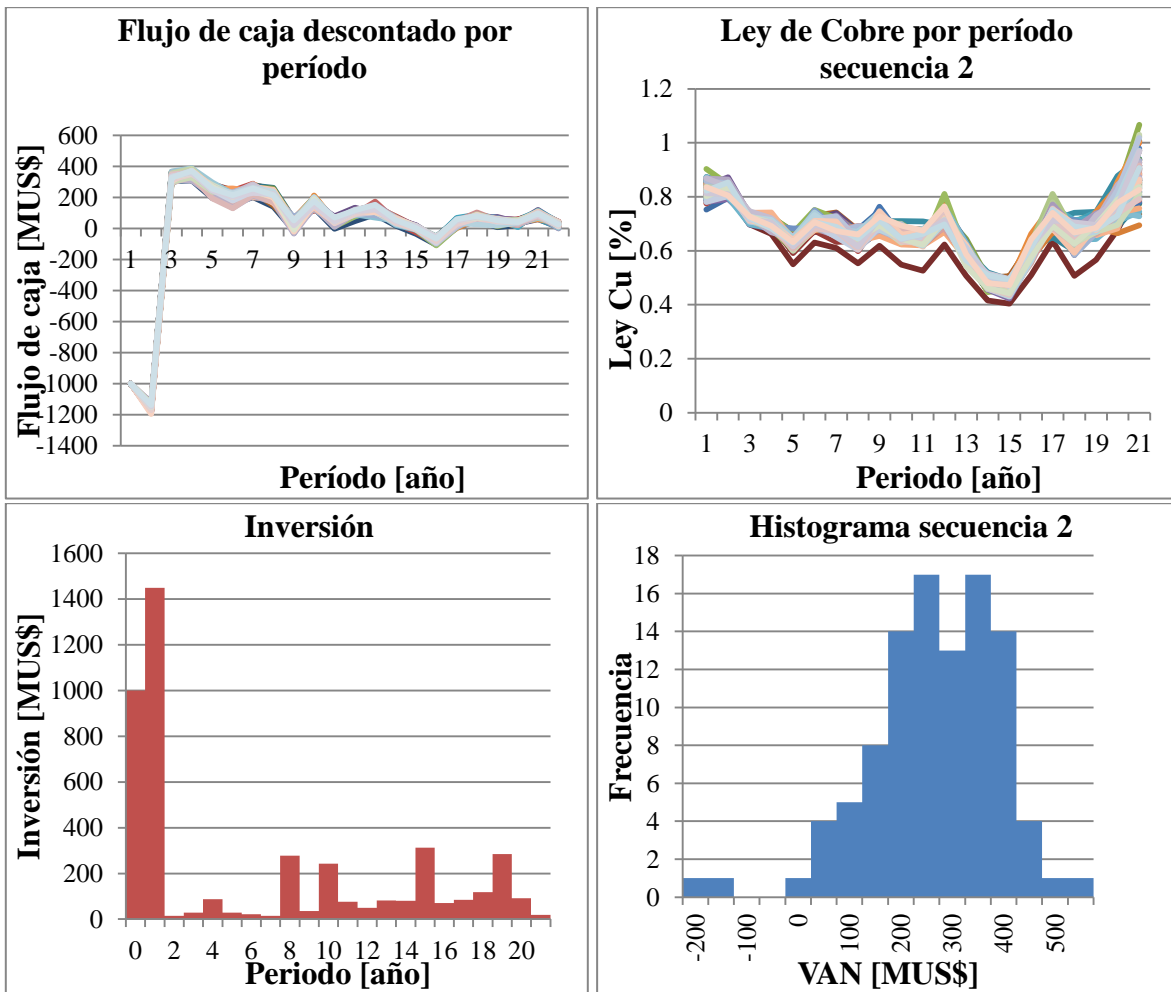 Flujo de caja descontado por
período
Flujo de caja [MUS$]
600
400
200
0
-200
-400
-600
-800
-1000
-1200
-1400
1 3 5 7 9 11 13 15 17 19 21
Período [año]
Ley de Cobre por período
secuencia 2
Ley Cu [%]
1.2
1
0.8
0.6
0.4
0.2
0
1 3 5 7 9 11 13 15 17 19 21
Periodo [año]
Inversión
Inversión [MUS$]
1600
1400
1200
1000
800
600
400
200
0
0 2 4 6 8 10 12 14 16 18 20
Periodo [año]
Histograma secuencia 2
Frecuencia
18
16
14
12
10
8
6
4
2
0
-200 -100 0 100 200 300 400 500
VAN [MUS$]